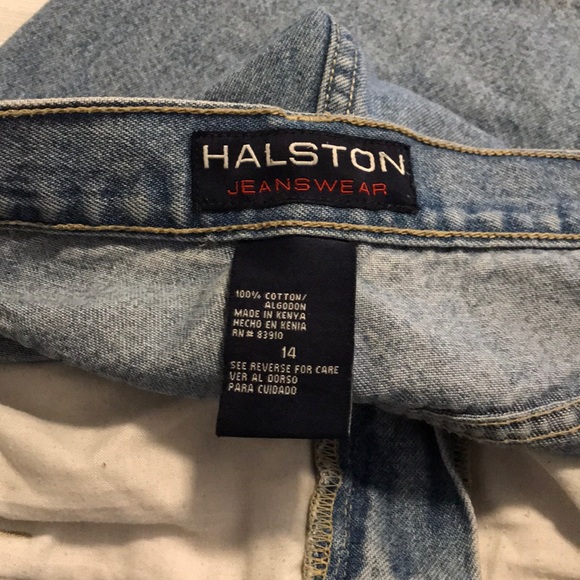 HALSTON
JEANSWEAR
100% COTTON/
ALGODON
MADE IN KENYA
HECHO EN KENIA
RN# 83910
14
SEE REVERSE FOR CARE
VER AL DORSO
PARA CUIDADO